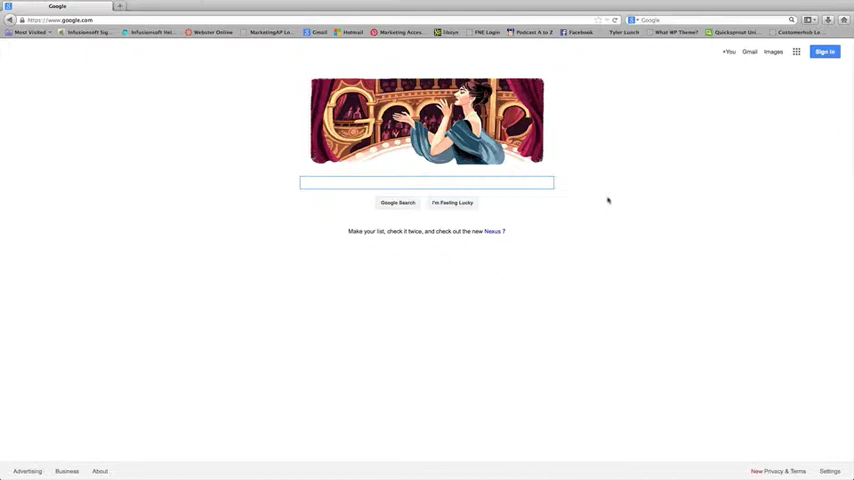 Google
https://www.google.com
Google
Most Visited
Infusionsoft Sig...
Infusionsoft Hel...
Webster Online
MarketingAP Lo...
Gmail
Hotmail
Marketing Acces...
libsyn
FNE Login
Podcast A to Z
Facebook
Tyler Lunch
What WP Theme?
Quicksprout Uni...
Customerhub Lo...
+You Gmail Images Sign in
Google Search I'm Feeling Lucky
Make your list, check it twice, and check out the new Nexus 7
Advertising Business About New Privacy & Terms Settings